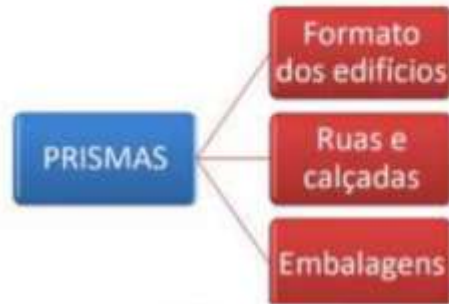 PRISMAS
Formato
dos edifícios
Ruas e
calçadas
Embalagens